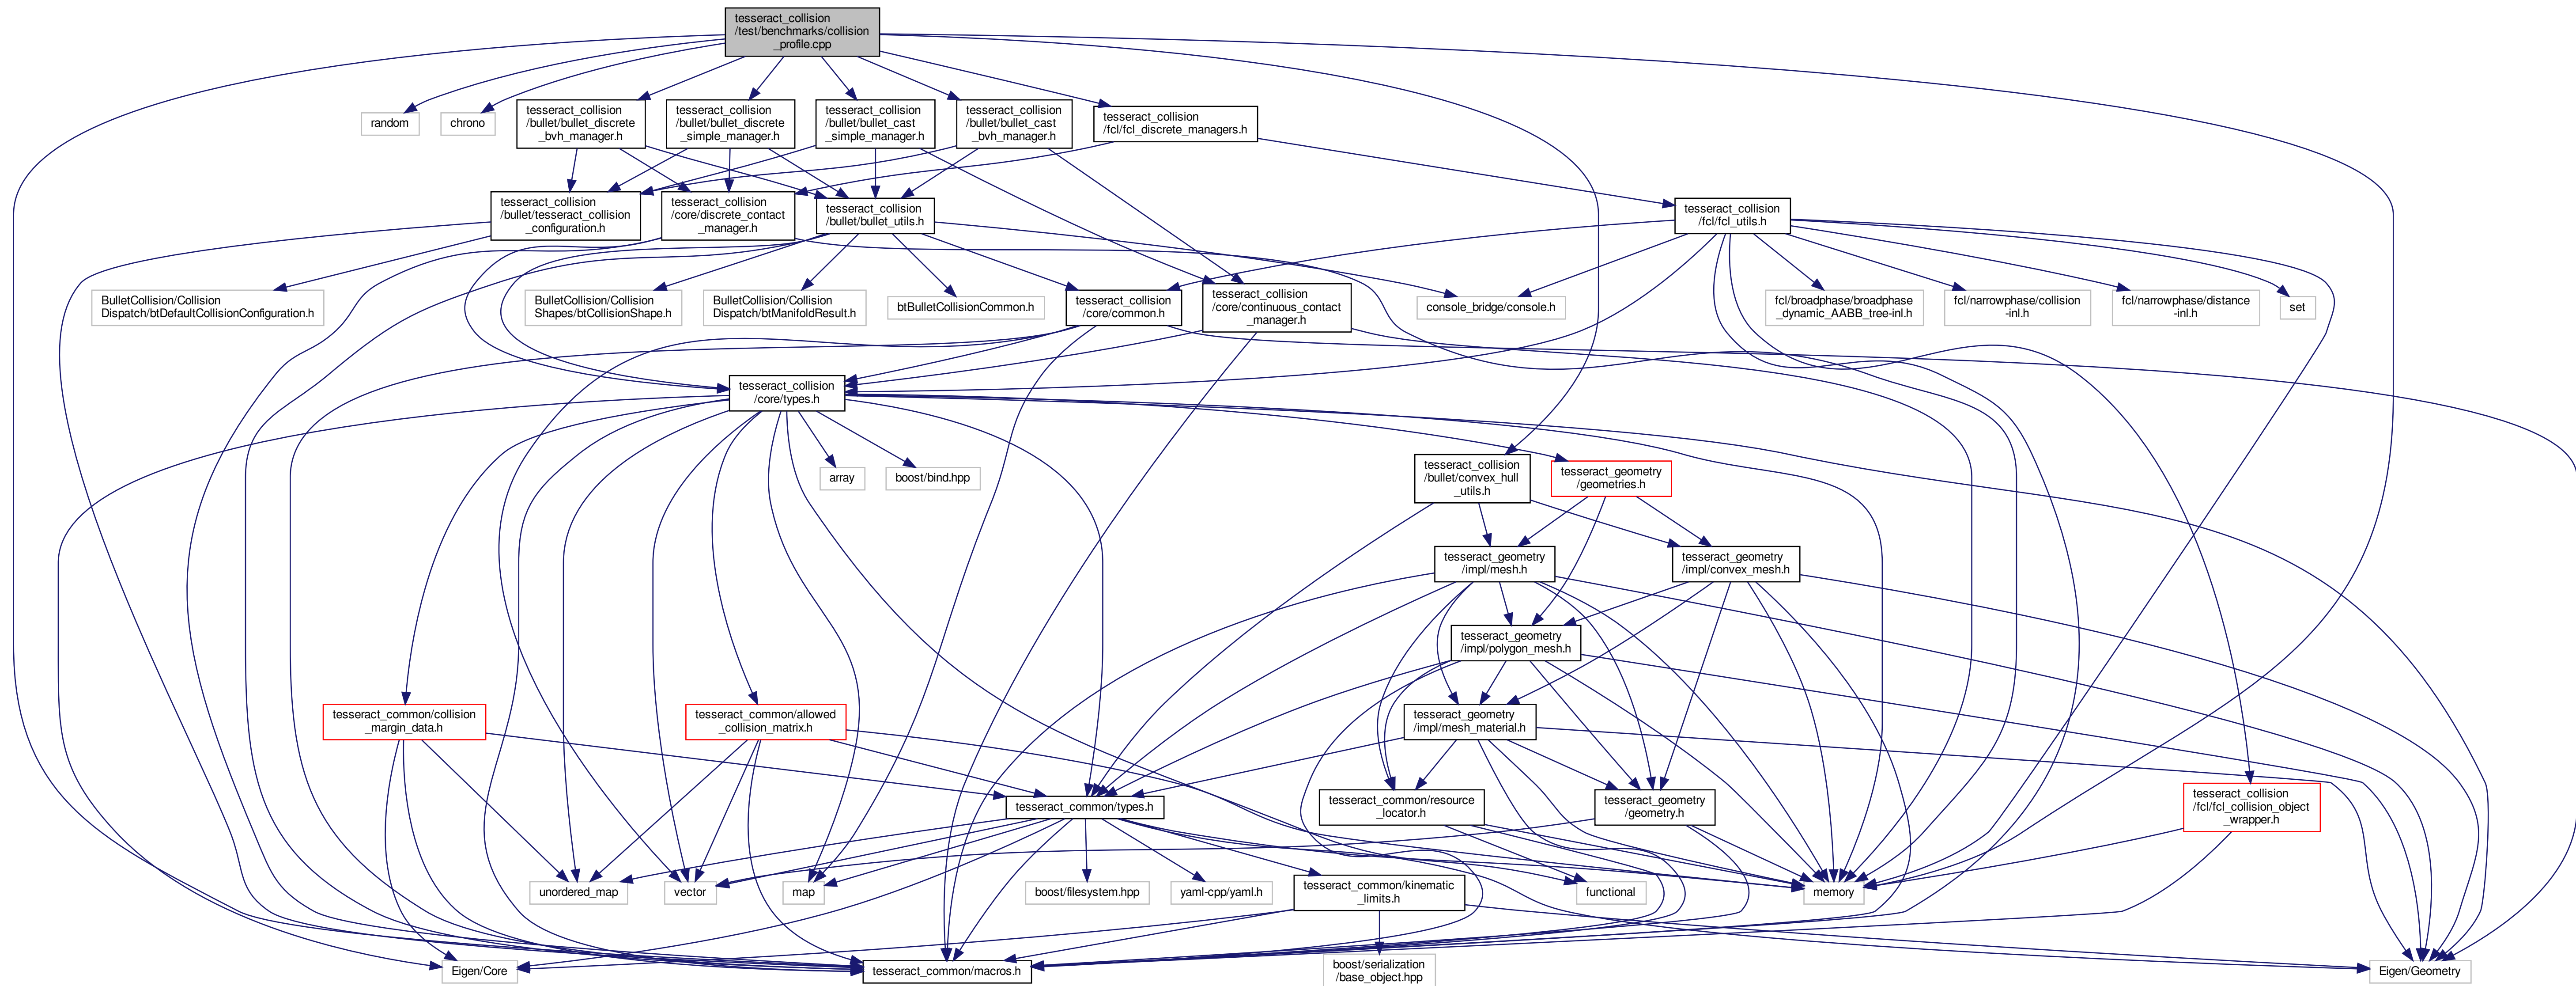 tesseract_collision
/test/benchmarks/collision
_profile.cpp
random
chrono
tesseract_collision
/bullet/bullet_discrete
_bvh_manager.h
tesseract_collision
/bullet/bullet_discrete
_simple_manager.h
tesseract_collision
/bullet/bullet_cast
_simple_manager.h
tesseract_collision
/bullet/bullet_cast
_bvh_manager.h
tesseract_collision
/fcl/fcl_discrete_managers.h
tesseract_collision
/bullet/tesseract_collision
_configuration.h
tesseract_collision
/core/discrete_contact
_manager.h
tesseract_collision
/bullet/bullet_utils.h
tesseract_collision
/fcl/fcl_utils.h
BulletCollision/Collision
Dispatch/btDefaultCollisionConfiguration.h
BulletCollision/Collision
Shapes/btCollisionShape.h
BulletCollision/Collision
Dispatch/btManifoldResult.h
btBulletCollisionCommon.h
tesseract_collision
/core/common.h
tesseract_collision
/core/continuous_contact
_manager.h
console_bridge/console.h
fcl/broadphase/broadphase
_dynamic_AABB_tree-inl.h
fcl/narrowphase/collision
-inl.h
fcl/narrowphase/distance
-inl.h
set
tesseract_collision
/core/types.h
array
boost/bind.hpp
tesseract_collision
/bullet/convex_hull
_utils.h
tesseract_geometry
/geometries.h
tesseract_geometry
/impl/mesh.h
tesseract_geometry
/impl/convex_mesh.h
tesseract_geometry
/impl/polygon_mesh.h
tesseract_common/collision
_margin_data.h
tesseract_common/allowed
_collision_matrix.h
tesseract_geometry
/impl/mesh_material.h
tesseract_common/types.h
tesseract_common/resource
_locator.h
tesseract_geometry
/geometry.h
tesseract_collision
/fcl/fcl_collision_object
_wrapper.h
unordered_map
vector
map
boost/filesystem.hpp
yaml-cpp/yaml.h
tesseract_common/kinematic
_limits.h
functional
memory
Eigen/Core
tesseract_common/macros.h
boost/serialization
/base_object.hpp
Eigen/Geometry